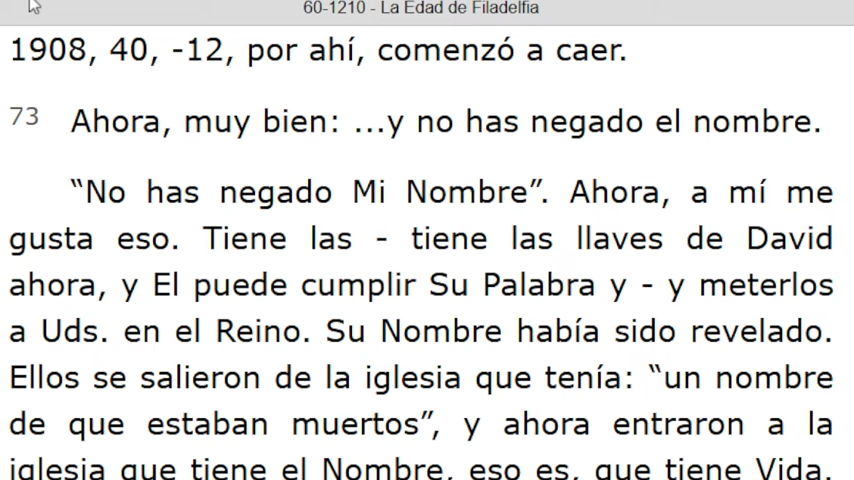 60-1210 - La Edad de Filadelfia
1908, 40, -12, por ahí, comenzó a caer.
73 Ahora, muy bien: ...y no has negado el nombre.
“No has negado Mi Nombre”. Ahora, a mí me
gusta eso. Tiene las - tiene las llaves de David
ahora, y El puede cumplir Su Palabra y - y meterlos
a Uds. en el Reino. Su Nombre había sido revelado.
Ellos se salieron de la iglesia que tenía: “un nombre
de que estaban muertos”, y ahora entraron a la
iglesia que tiene el Nombre, eso es, que tiene Vida.